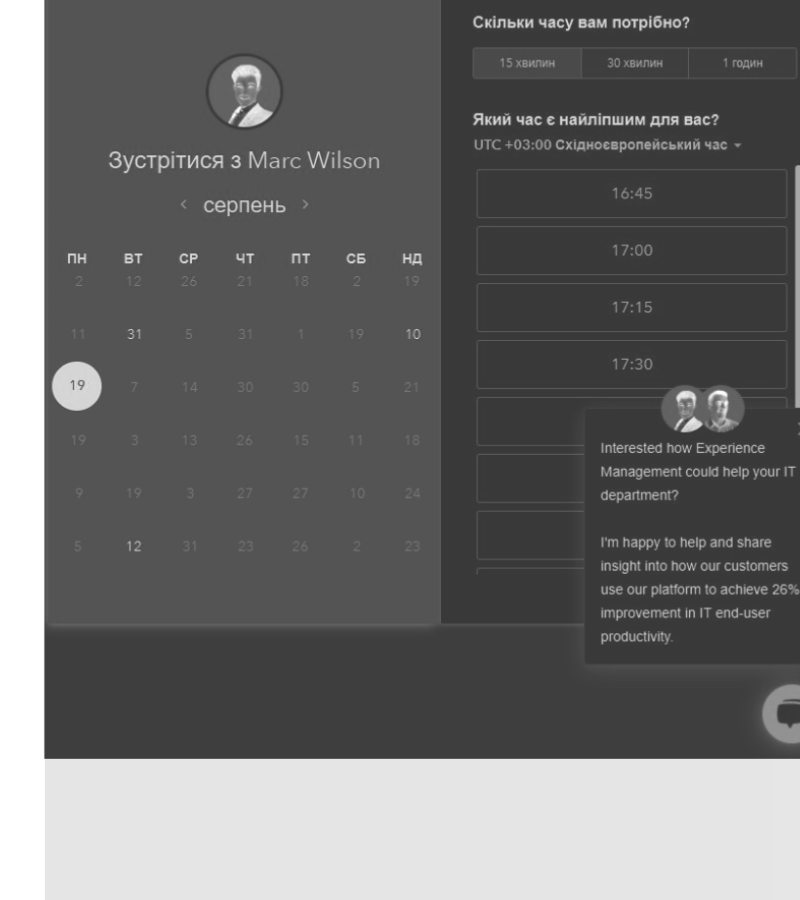 Зустрітися з Marc Wilson
серпень
ПН ВТ СР ЧТ ПТ СБ НД
2 12 26 21 18 2 19
11 31 5 31 1 19 10
19 7 14 30 30 5 21
19 3 13 26 15 11 18
9 19 3 27 27 10 24
5 12 31 23 26 2 23
Скільки часу вам потрібно?
15 хвилин 30 хвилин 1 годин
Який час є найліпшим для вас?
UTC +03:00 Східноєвропейський час
16:45
17:00
17:15
17:30
Interested how Experience
Management could help your IT
department?
I'm happy to help and share
insight into how our customers
use our platform to achieve 26%
improvement in IT end-user
productivity.